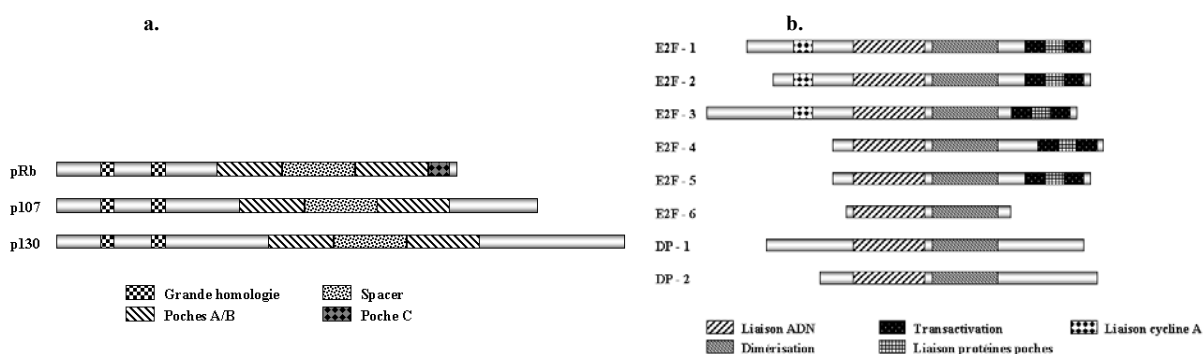 a.
pRb
p107
p130
Grande homologie
Spacer
Poches A/B
Poche C
b.
E2F - 1
E2F - 2
E2F - 3
E2F - 4
E2F - 5
E2F - 6
DP - 1
DP - 2
Liaison ADN
Transactivation
Liaison cycline A
Dimérisation
Liaison protéines poches